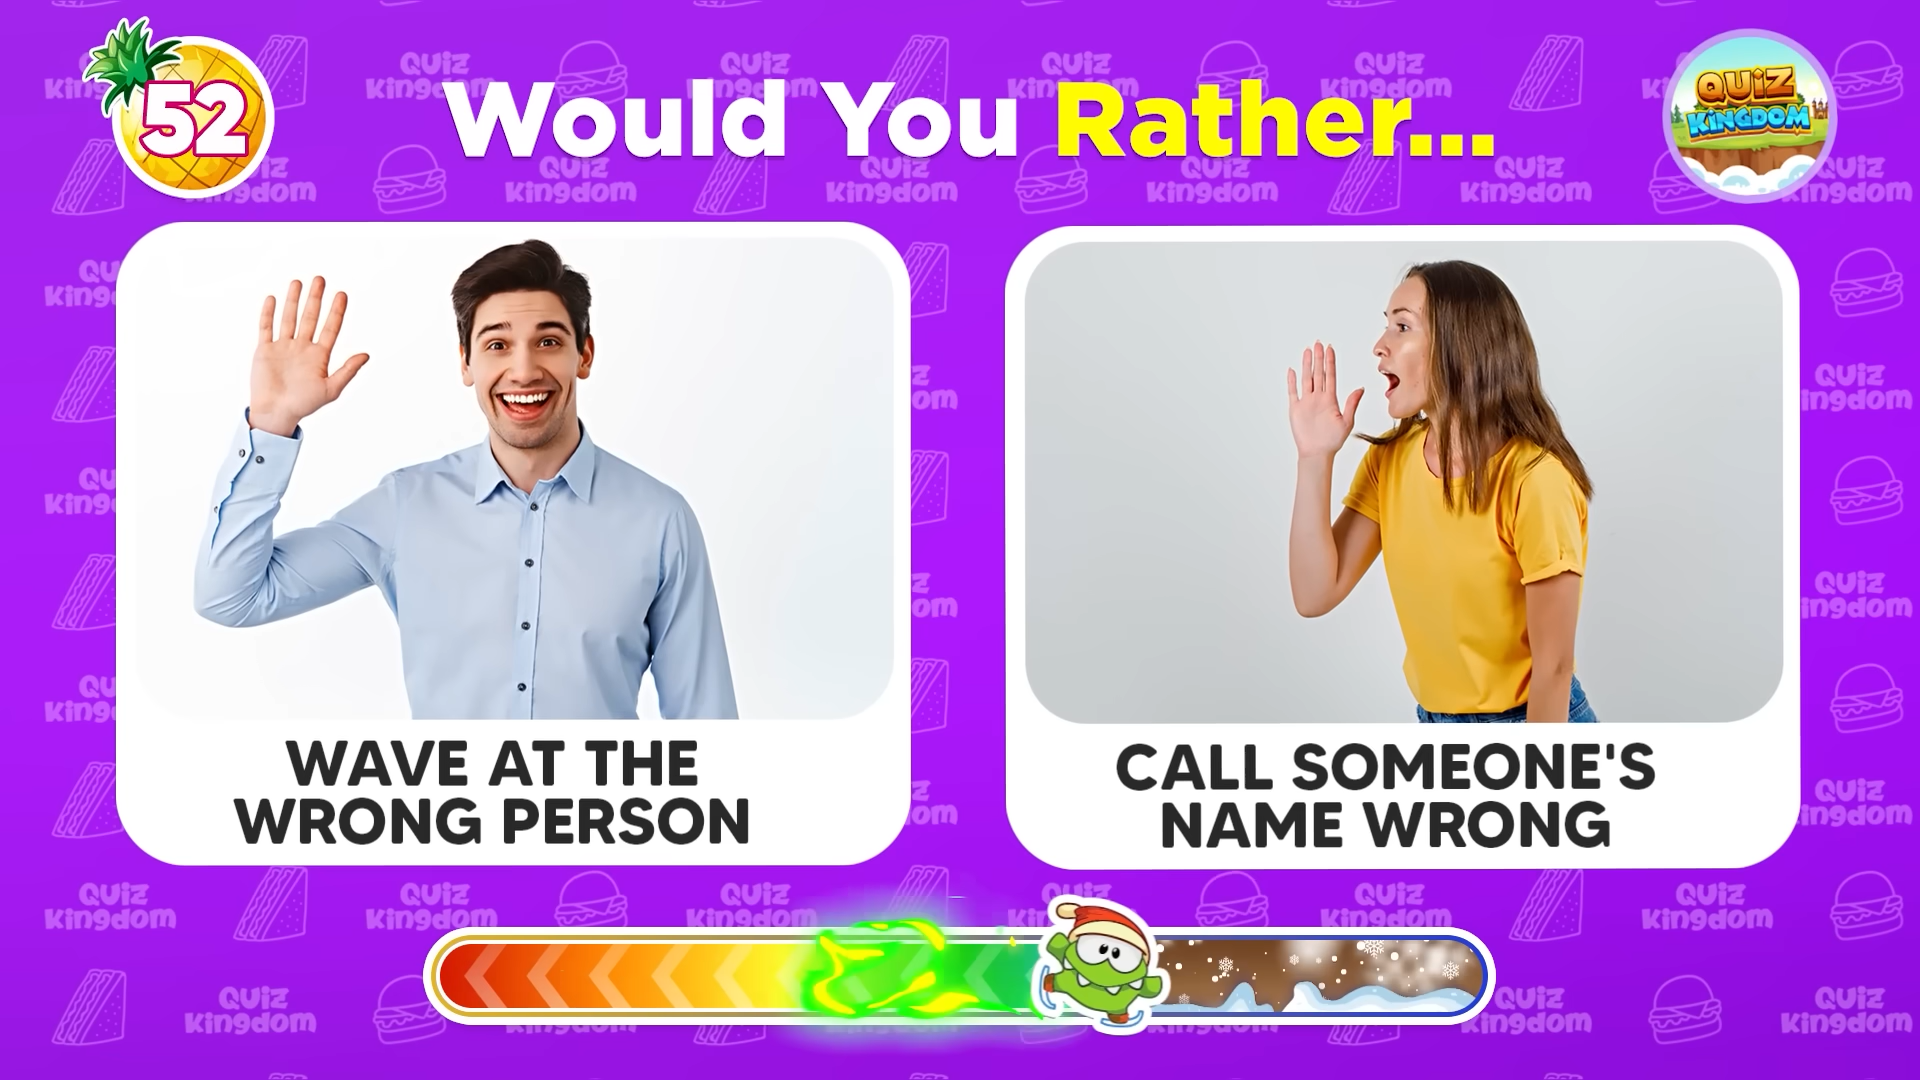 52
Would You Rather...
QUIZ
KINGDOM
WAVE AT THE
WRONG PERSON
CALL SOMEONE'S
NAME WRONG